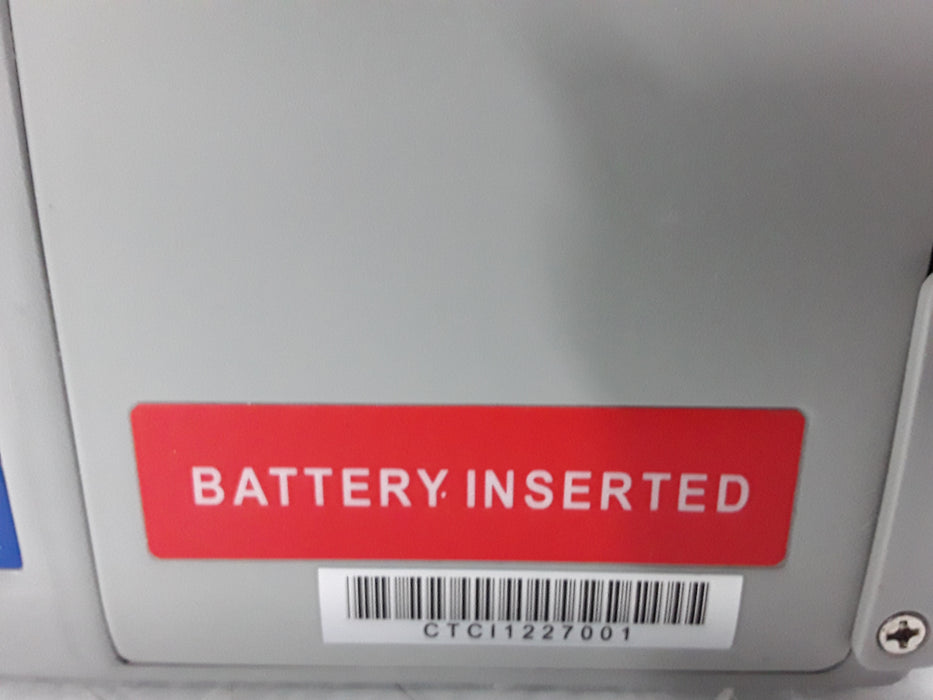 BATTERY INSERTED
CTCI1227001